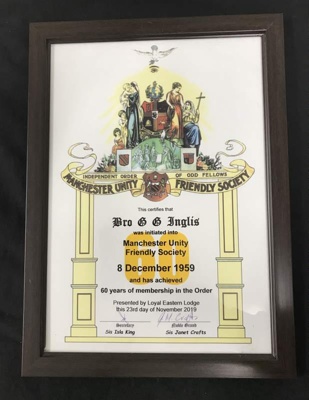 INDEPENDENT ORDER OF ODD FELLOWS
MANCHESTER UNITY FRIENDLY SOCIETY
This certifies that
Bro G G Inglis
was initiated into
Manchester Unity
Friendly Society
8 December 1959
and has achieved
60 years of membership in the Order
Presented by Loyal Eastern Lodge
this 23rd day of November 2019
Secretary Noble Grand
Sis Ido King Sis Janet Crofts
60